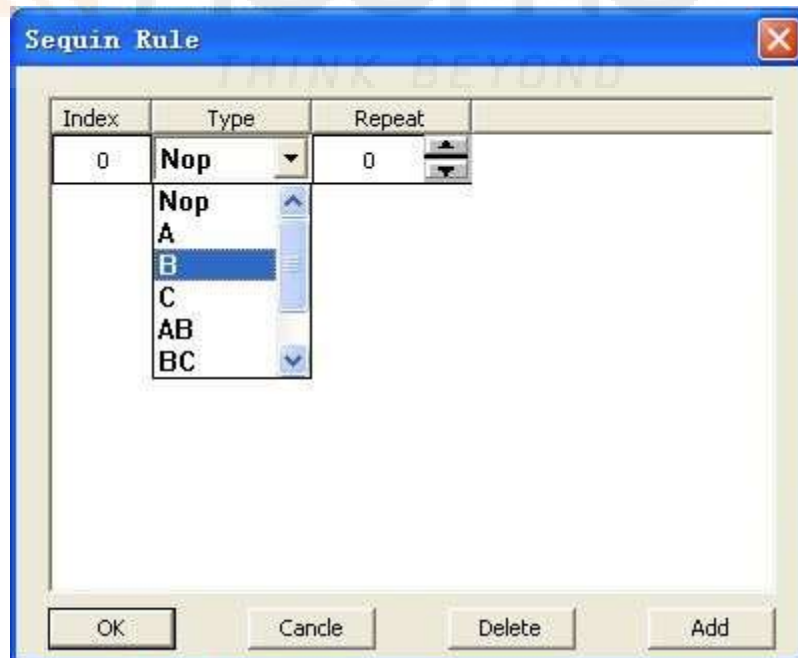 Sequin Rule
THINK BEYOND
Index Type Repeat
0 Nop 0
Nop
A
B
C
AB
BC
OK Cancle Delete Add